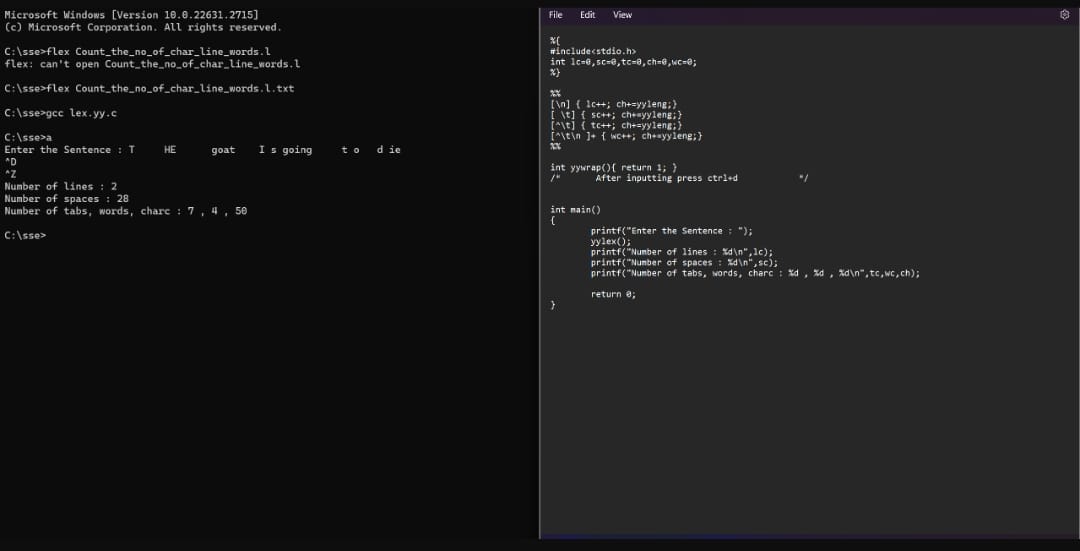 Microsoft Windows [Version 10.0.22631.2715]
(c) Microsoft Corporation. All rights reserved.
C:\sse>flex Count_the_no_of_char_line_words.l
flex: can't open Count_the_no_of_char_line_words.l
C:\sse>flex Count_the_no_of_char_line_words.l.txt
C:\sse>gcc lex.yy.c
C:\sse>a
Enter the Sentence : T     HE      goat    I s going     t o   d ie
^D
^Z
Number of lines : 2
Number of spaces : 28
Number of tabs, words, charc : 7 , 4 , 50
C:\sse>
File Edit View
%{
#include<stdio.h>
int lc=0,sc=0,tc=0,ch=0,wc=0;
%}
%%
[\n] { lc++; ch+=yyleng;}
[ \t] { sc++; ch+=yyleng;}
[^\t] { tc++; ch+=yyleng;}
[^\t\n ]+ { wc++; ch+=yyleng;}
%%
int yywrap(){ return 1; }
/*      After inputting press ctrl+d          */
int main()
{
printf("Enter the Sentence : ");
yylex();
printf("Number of lines : %d\n",lc);
printf("Number of spaces : %d\n",sc);
printf("Number of tabs, words, charc : %d , %d , %d\n",tc,wc,ch);
return 0;
}